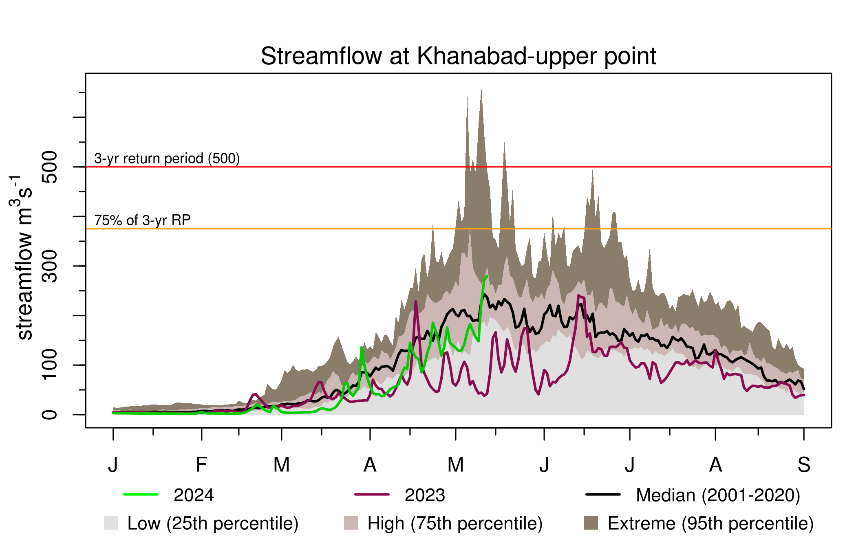 Streamflow at Khanabad-upper point
streamflow m³s⁻¹
500
300
100
0
3-yr return period (500)
75% of 3-yr RP
J F M A M J J A S
2024 2023 Median (2001-2020)
Low (25th percentile) High (75th percentile) Extreme (95th percentile)